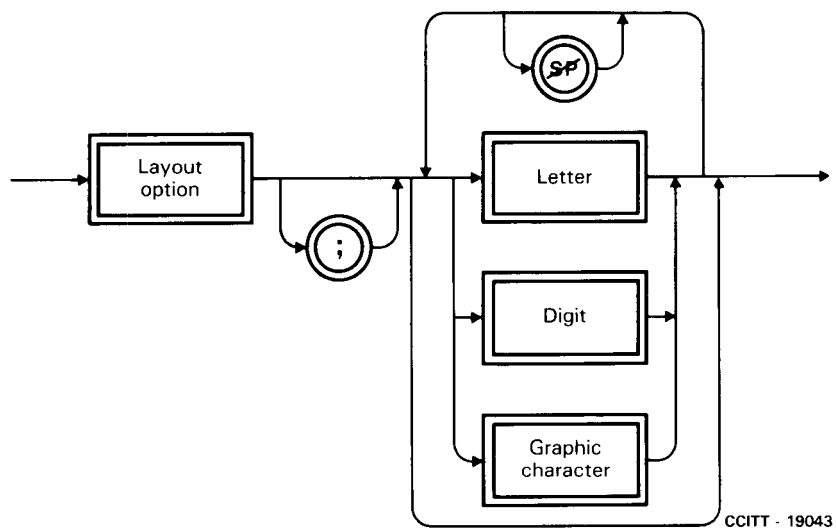 SP
Layout
option
Letter
;
Digit
Graphic
character
CCITT - 19043